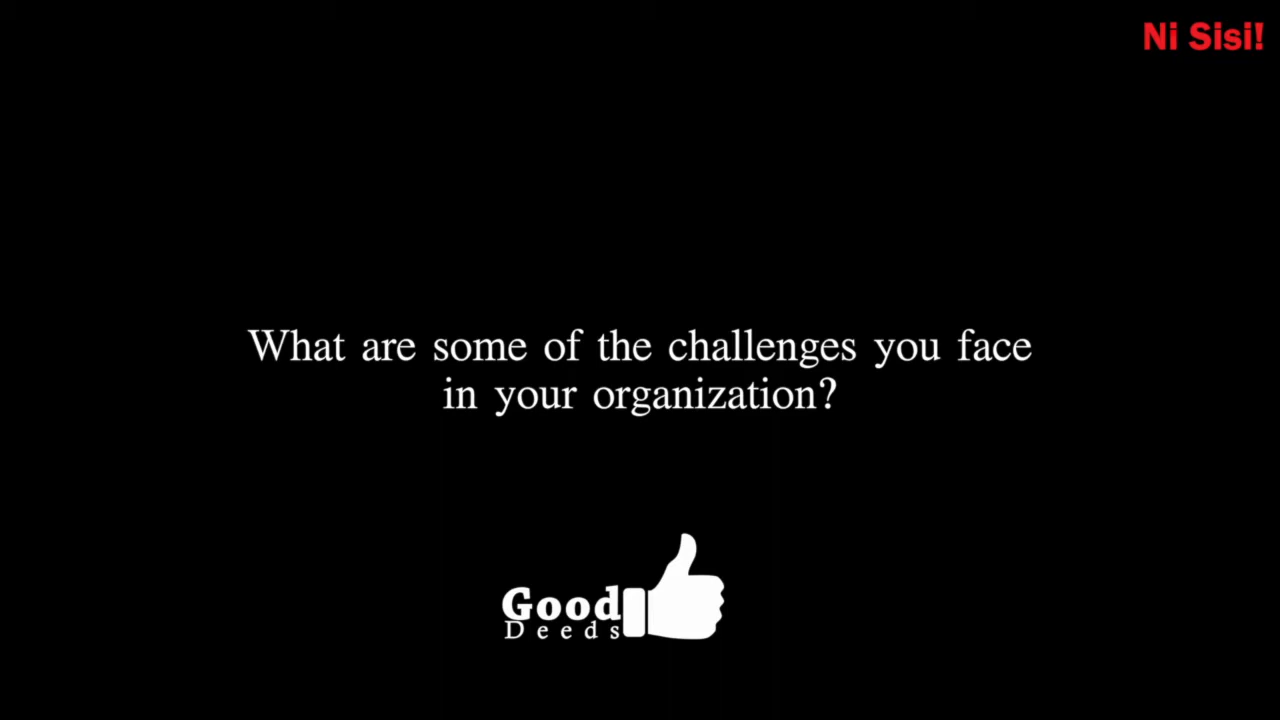 Ni Sisi!
What are some of the challenges you face
in your organization?
Good
Deeds